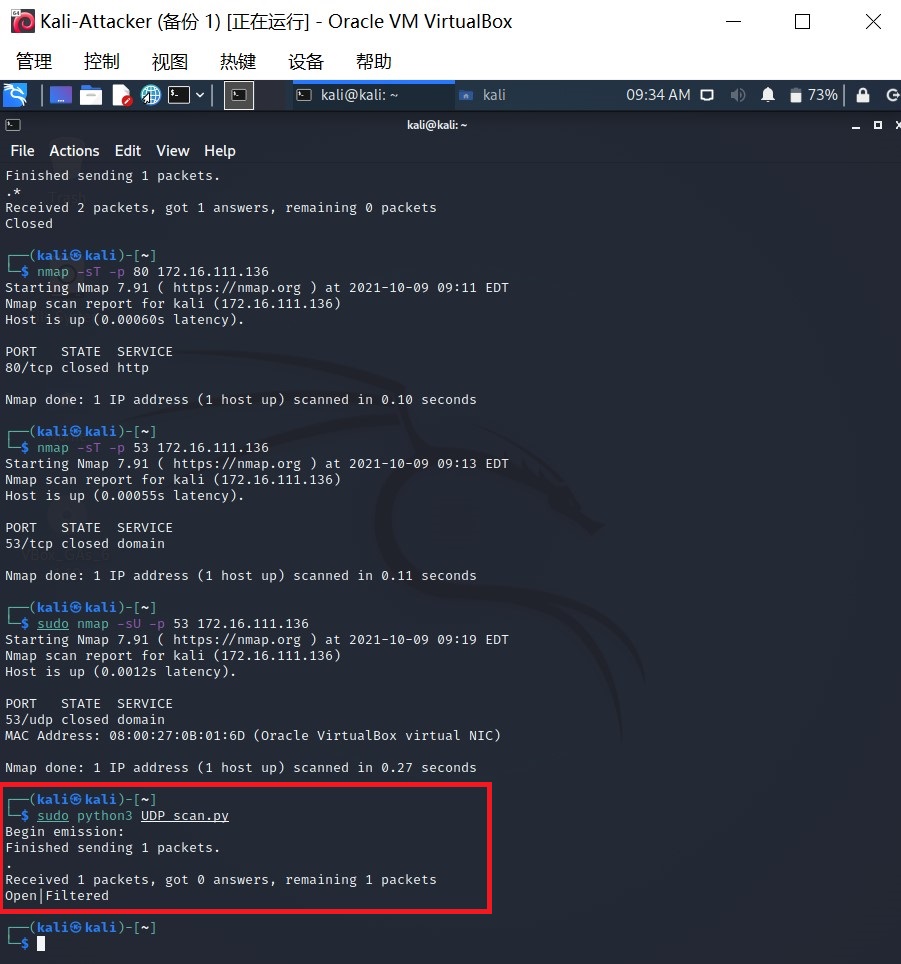 Kali-Attacker (备份 1) [正在运行] - Oracle VM VirtualBox
管理 控制 视图 热键 设备 帮助
kali@kali: ~ kali 09:34 AM 73%
kali@kali: ~
File Actions Edit View Help
Finished sending 1 packets.
.*
Received 2 packets, got 1 answers, remaining 0 packets
Closed
┌──(kali㉿kali)-[~]
└─$ nmap -sT -p 80 172.16.111.136
Starting Nmap 7.91 ( https://nmap.org ) at 2021-10-09 09:11 EDT
Nmap scan report for kali (172.16.111.136)
Host is up (0.00060s latency).
PORT STATE SERVICE
80/tcp closed http
Nmap done: 1 IP address (1 host up) scanned in 0.10 seconds
┌──(kali㉿kali)-[~]
└─$ nmap -sT -p 53 172.16.111.136
Starting Nmap 7.91 ( https://nmap.org ) at 2021-10-09 09:13 EDT
Nmap scan report for kali (172.16.111.136)
Host is up (0.00055s latency).
PORT STATE SERVICE
53/tcp closed domain
Nmap done: 1 IP address (1 host up) scanned in 0.11 seconds
┌──(kali㉿kali)-[~]
└─$ sudo nmap -sU -p 53 172.16.111.136
Starting Nmap 7.91 ( https://nmap.org ) at 2021-10-09 09:19 EDT
Nmap scan report for kali (172.16.111.136)
Host is up (0.0012s latency).
PORT STATE SERVICE
53/udp closed domain
MAC Address: 08:00:27:0B:01:6D (Oracle VirtualBox virtual NIC)
Nmap done: 1 IP address (1 host up) scanned in 0.27 seconds
┌──(kali㉿kali)-[~]
└─$ sudo python3 UDP_scan.py
Begin emission:
Finished sending 1 packets.
.
Received 1 packets, got 0 answers, remaining 1 packets
Open|Filtered
┌──(kali㉿kali)-[~]
└─$